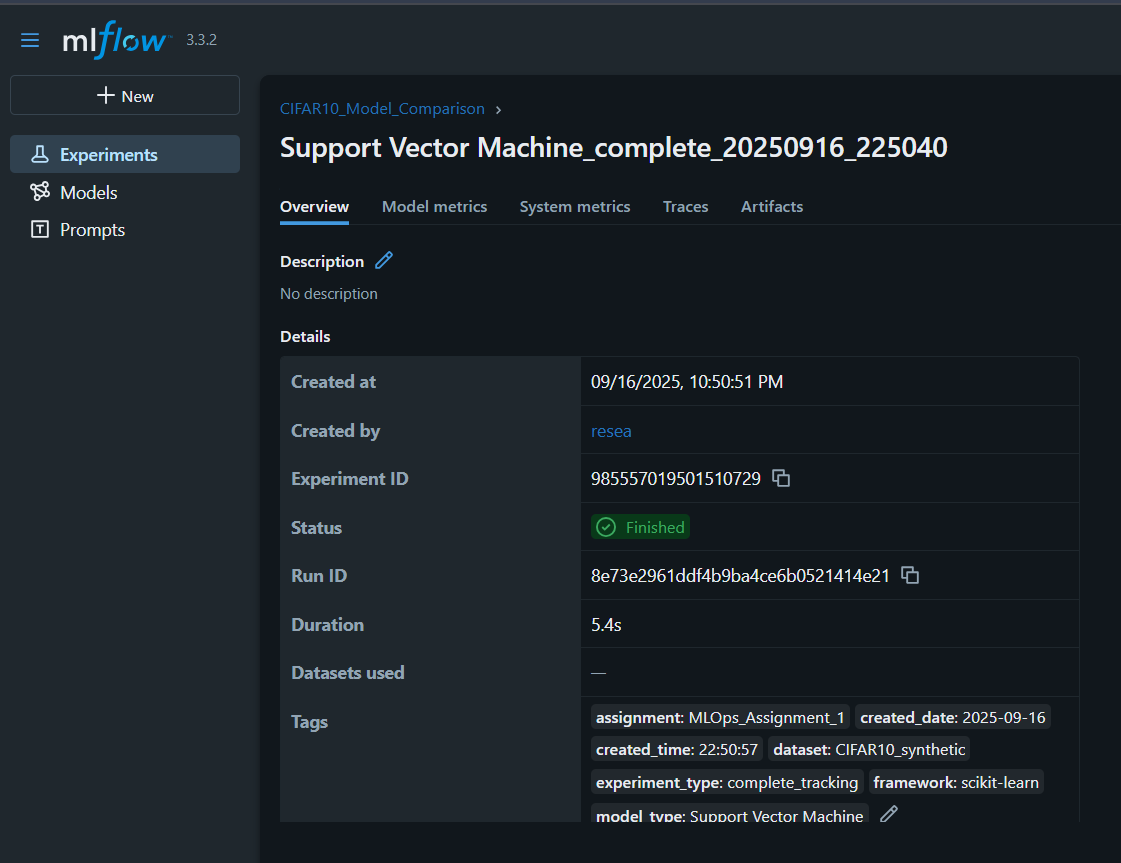 mlflow™ 3.3.2
+ New
Experiments
Models
Prompts
CIFAR10_Model_Comparison ›
Support Vector Machine_complete_20250916_225040
Overview Model metrics System metrics Traces Artifacts
Description
No description
Details
Created at 09/16/2025, 10:50:51 PM
Created by resea
Experiment ID 985557019501510729
Status Finished
Run ID 8e73e2961ddf4b9ba4ce6b0521414e21
Duration 5.4s
Datasets used —
Tags assignment: MLOps_Assignment_1 created_date: 2025-09-16
created_time: 22:50:57 dataset: CIFAR10_synthetic
experiment_type: complete_tracking framework: scikit-learn
model_type: Support Vector Machine